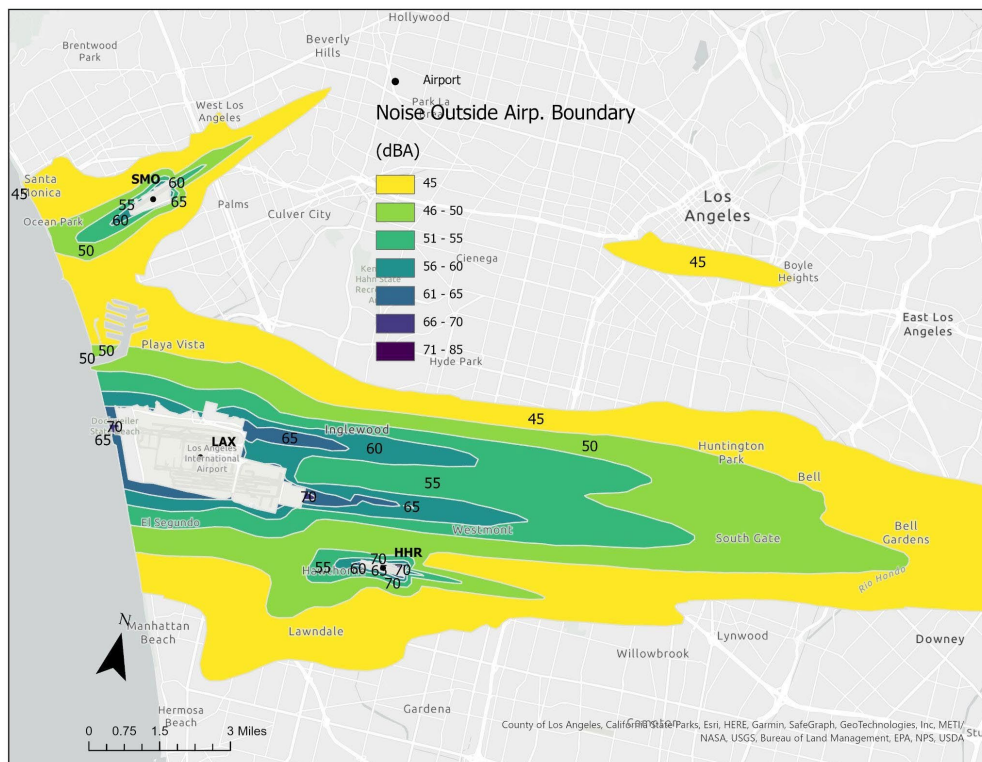 Hollywood
Brentwood
Park
Beverly
Hills
Airport
Park La
Noise Outside Airp. Boundary
(dBA)
45
46 - 50
51 - 55
56 - 60
61 - 65
66 - 70
71 - 85
West Los
Angeles
SMO
60
45
Santa
Monica
55
65
60
Ocean Park
50
Palms
Culver City
Los
Angeles
Cienega
45
Boyle
Heights
Hahn State
East Los
Angeles
50
50
Playa Vista
Hyde Park
45
70
65
LAX
Los Angeles
International
Airport
65
Inglewood
60
50
Huntington
Park
Bell
55
70
65
El Segundo
Westmont
South Gate
Bell
Gardens
HHR
70
55
60
65
70
70
Rio Hondo
N
Manhattan
Beach
Lawndale
Lynwood
Willowbrook
Downey
Hermosa
Beach
Gardena
0 0.75 1.5 3 Miles
County of Los Angeles, California State Parks, Esri, HERE, Garmin, SafeGraph, GeoTechnologies, Inc, METI/
NASA, USGS, Bureau of Land Management, EPA, NPS, USDA